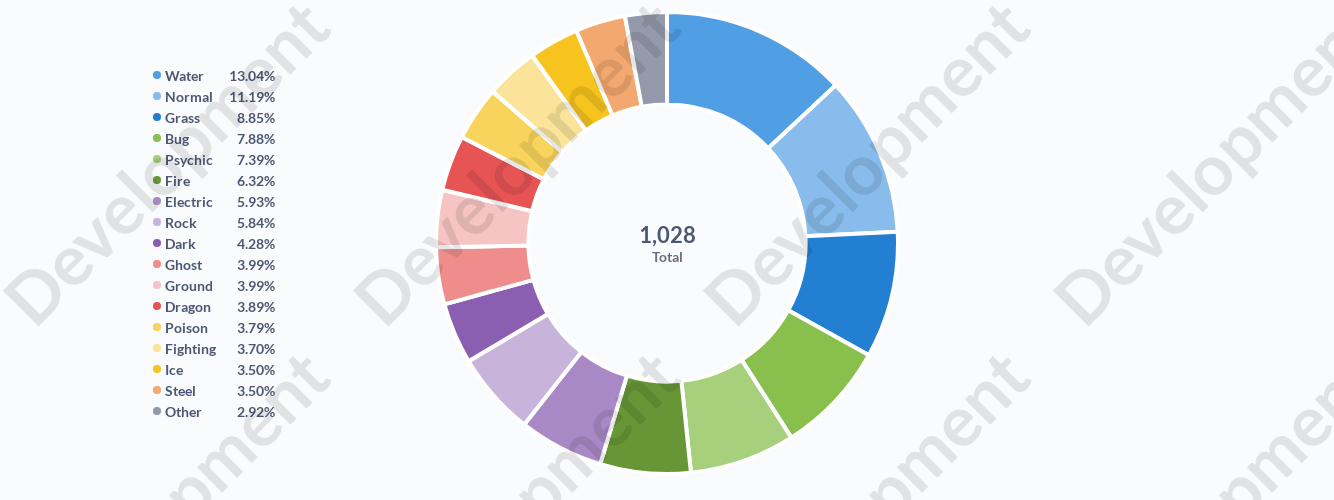 Water 13.04%
Normal 11.19%
Grass 8.85%
Bug 7.88%
Psychic 7.39%
Fire 6.32%
Electric 5.93%
Rock 5.84%
Dark 4.28%
Ghost 3.99%
Ground 3.99%
Dragon 3.89%
Poison 3.79%
Fighting 3.70%
Ice 3.50%
Steel 3.50%
Other 2.92%
1,028
Total
Development
Development
Development
Development
Development
Development
Development
Development